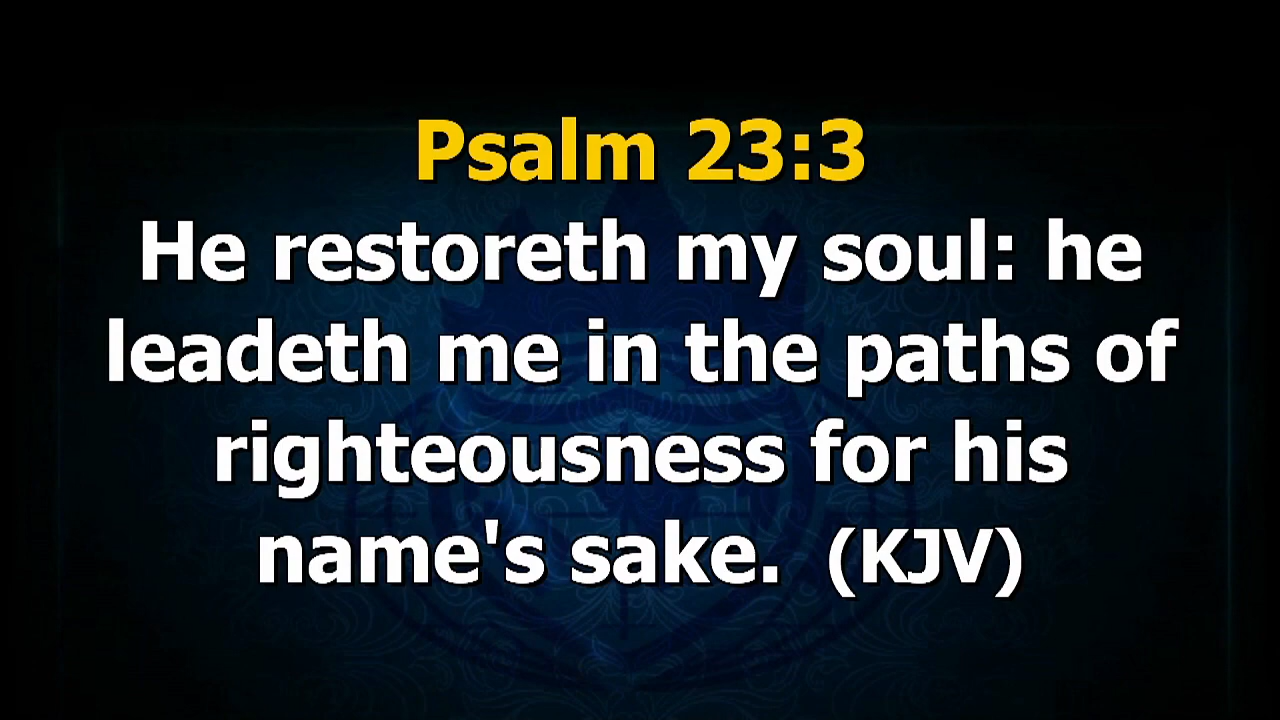 Psalm 23:3
He restoreth my soul: he
leadeth me in the paths of
righteousness for his
name's sake.  (KJV)